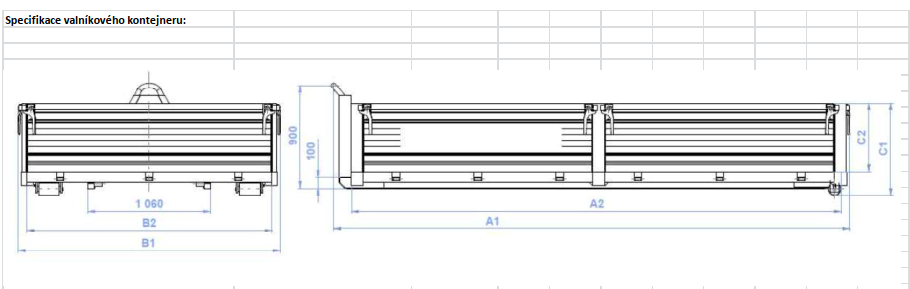 Specifikace valníkového kontejneru:
900
100
C2
C1
1 060
B2
B1
A2
A1